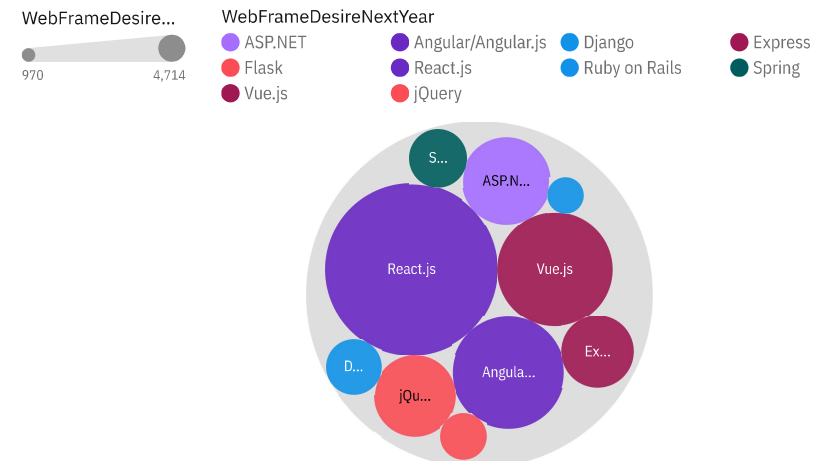 WebFrameDesire...
970 4,714
WebFrameDesireNextYear
ASP.NET Angular/Angular.js Django Express
Flask React.js Ruby on Rails Spring
Vue.js jQuery
S...
ASP.N...
React.js
Vue.js
Ex...
D...
Angula...
jQu...